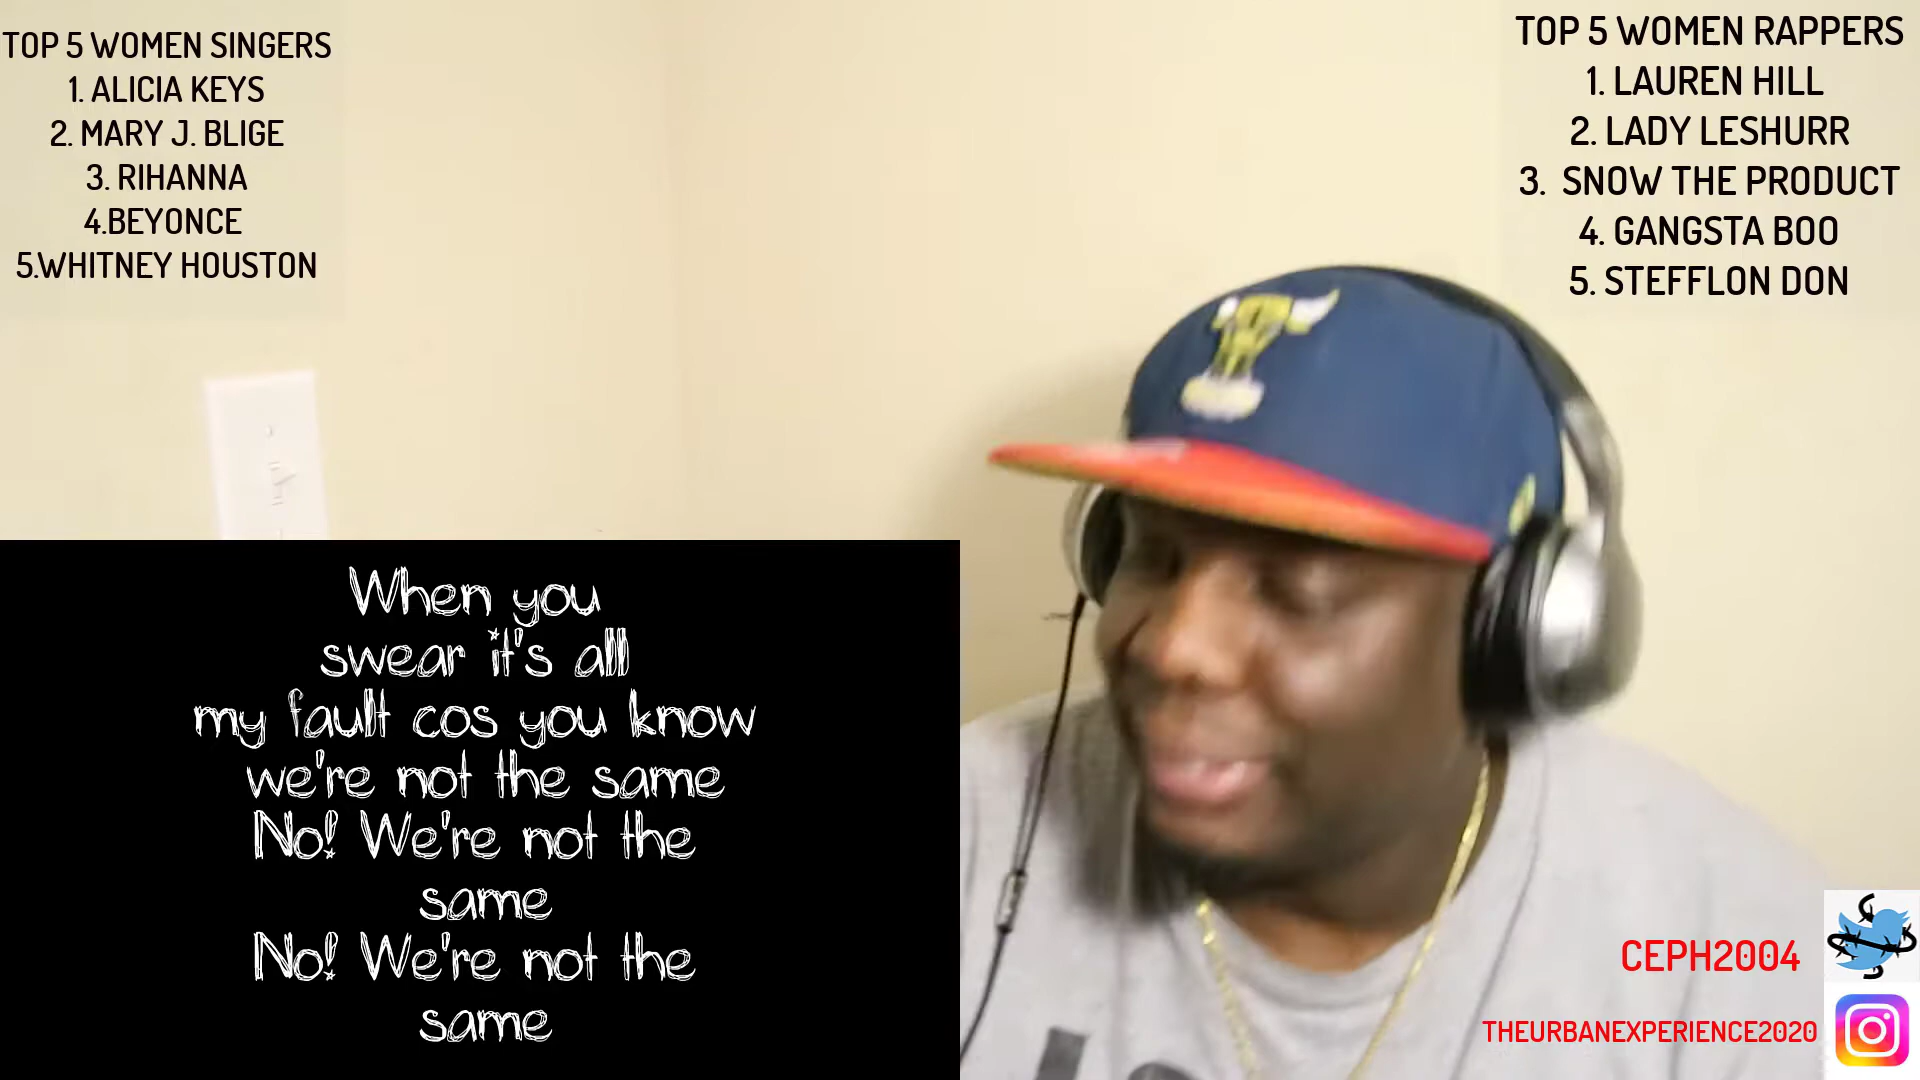 TOP 5 WOMEN SINGERS
1. ALICIA KEYS
2. MARY J. BLIGE
3. RIHANNA
4.BEYONCE
5.WHITNEY HOUSTON
TOP 5 WOMEN RAPPERS
1. LAUREN HILL
2. LADY LESHURR
3. SNOW THE PRODUCT
4. GANGSTA BOO
5. STEFFLON DON
When you
swear it's all
my fault cos you know
we're not the same
No! We're not the
same
No! We're not the
same
CEPH2004
THEURBANEXPERIENCE2020